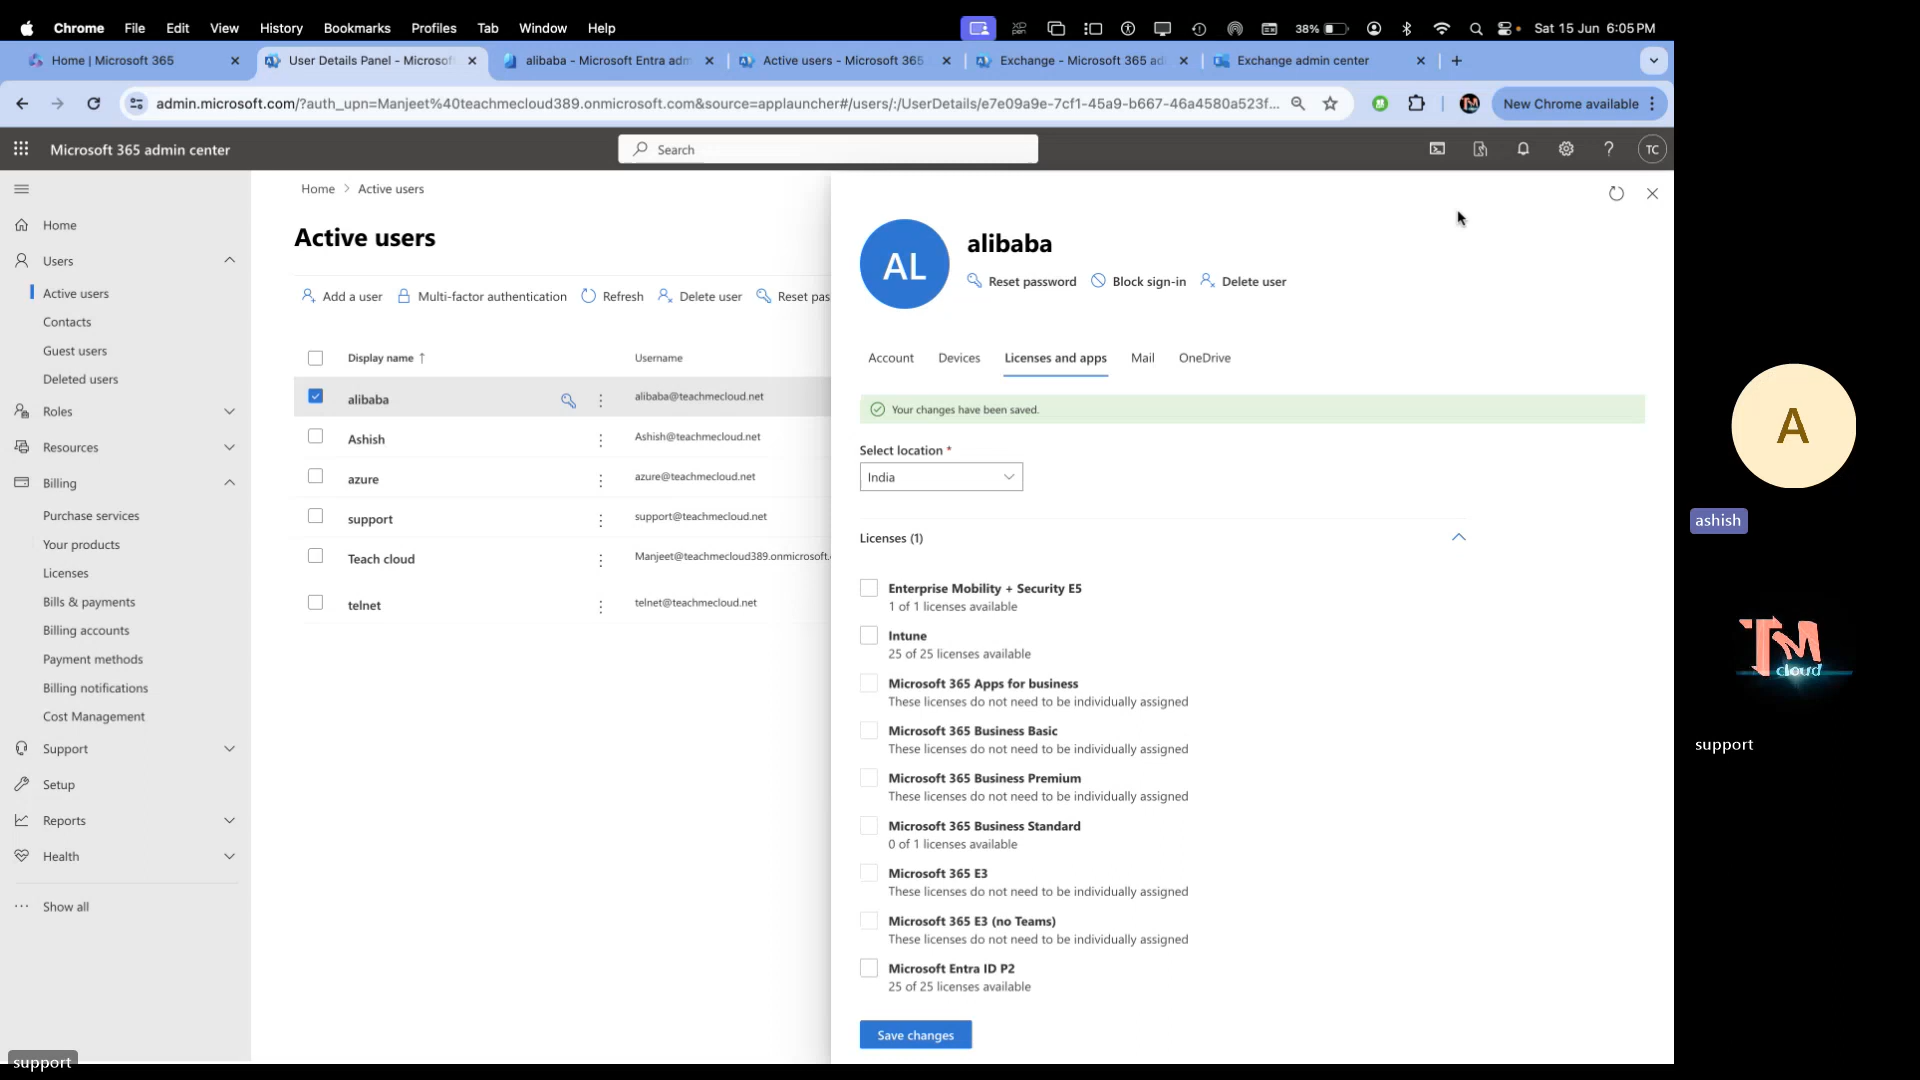 Chrome File Edit View History Bookmarks Profiles Tab Window Help 38% Sat 15 Jun 6:05 PM
Home | Microsoft 365
User Details Panel - Microsof
alibaba - Microsoft Entra adm
Active users - Microsoft 365
Exchange - Microsoft 365 ad
Exchange admin center
admin.microsoft.com/?auth_upn=Manjeet%40teachmecloud389.onmicrosoft.com&source=applauncher#/users/:/UserDetails/e7e09a9e-7cf1-45a9-b667-46a4580a523f...
New Chrome available
Microsoft 365 admin center
Search
TC
Home
Users
Active users
Contacts
Guest users
Deleted users
Roles
Resources
Billing
Purchase services
Your products
Licenses
Bills & payments
Billing accounts
Payment methods
Billing notifications
Cost Management
Support
Setup
Reports
Health
Show all
support
Home > Active users
Active users
Add a user
Multi-factor authentication
Refresh
Delete user
Reset pas
Display name ↑ Username
alibaba alibaba@teachmecloud.net
Ashish Ashish@teachmecloud.net
azure azure@teachmecloud.net
support support@teachmecloud.net
Teach cloud Manjeet@teachmecloud389.onmicrosoft.
telnet telnet@teachmecloud.net
AL
alibaba
Reset password
Block sign-in
Delete user
Account Devices Licenses and apps Mail OneDrive
Your changes have been saved.
Select location *
India
Licenses (1)
Enterprise Mobility + Security E5
1 of 1 licenses available
Intune
25 of 25 licenses available
Microsoft 365 Apps for business
These licenses do not need to be individually assigned
Microsoft 365 Business Basic
These licenses do not need to be individually assigned
Microsoft 365 Business Premium
These licenses do not need to be individually assigned
Microsoft 365 Business Standard
0 of 1 licenses available
Microsoft 365 E3
These licenses do not need to be individually assigned
Microsoft 365 E3 (no Teams)
These licenses do not need to be individually assigned
Microsoft Entra ID P2
25 of 25 licenses available
Save changes
A
ashish
TM
cloud
support